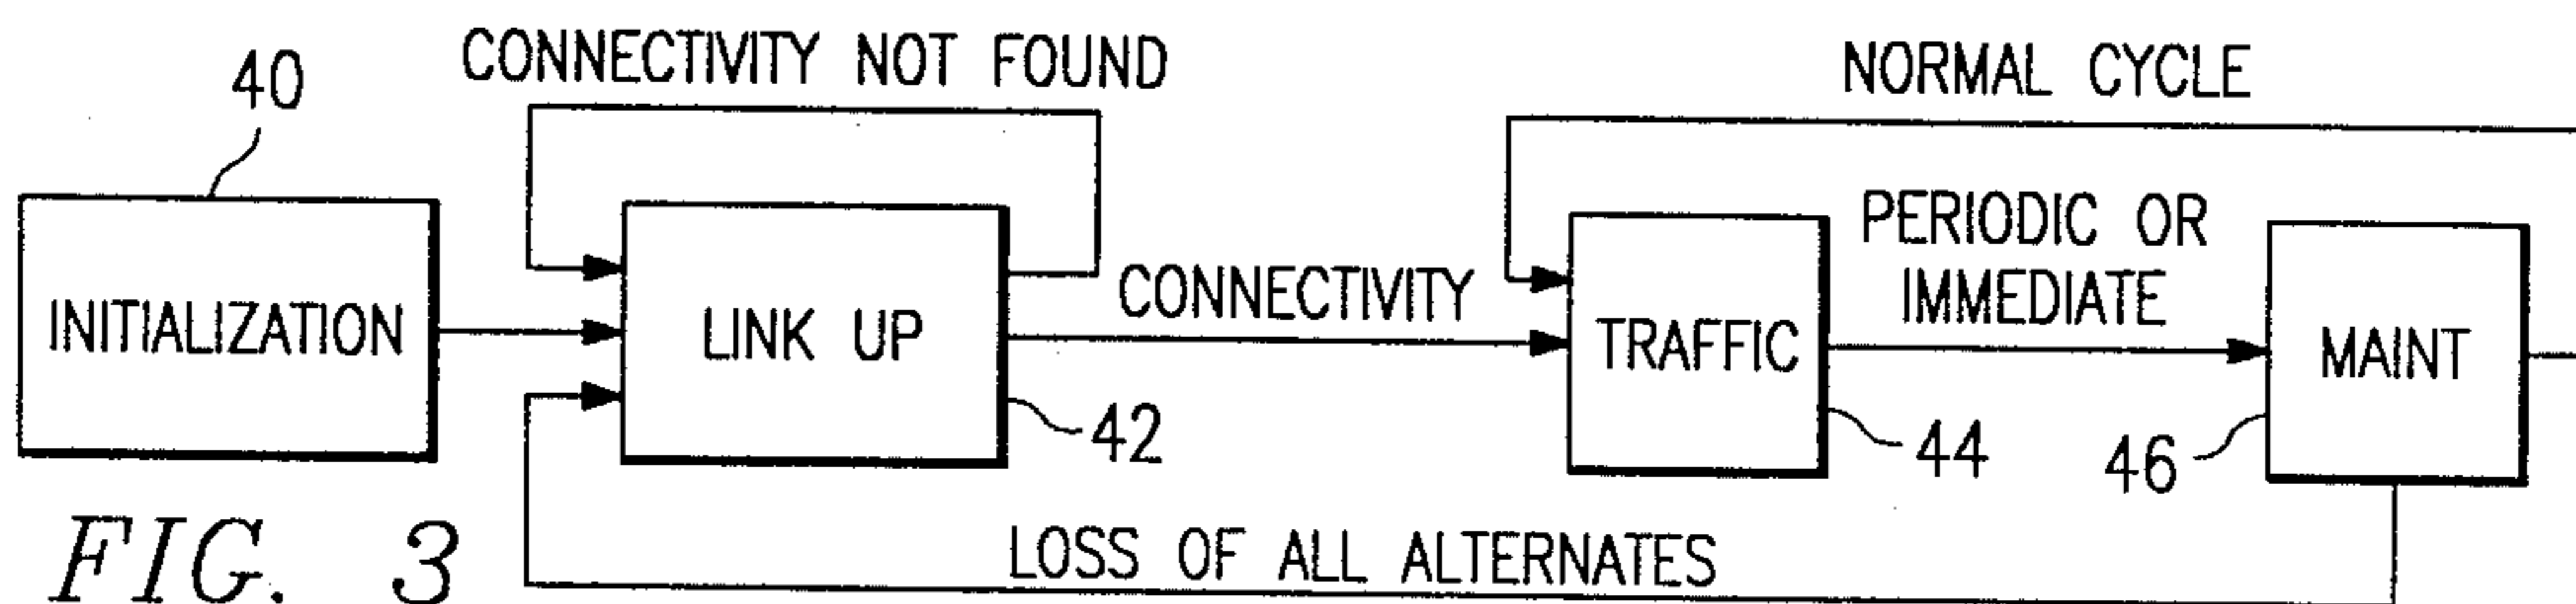 40
CONNECTIVITY NOT FOUND
NORMAL CYCLE
INITIALIZATION
LINK UP
CONNECTIVITY
TRAFFIC
PERIODIC OR
IMMEDIATE
MAINT
42
44
46
LOSS OF ALL ALTERNATES
FIG. 3